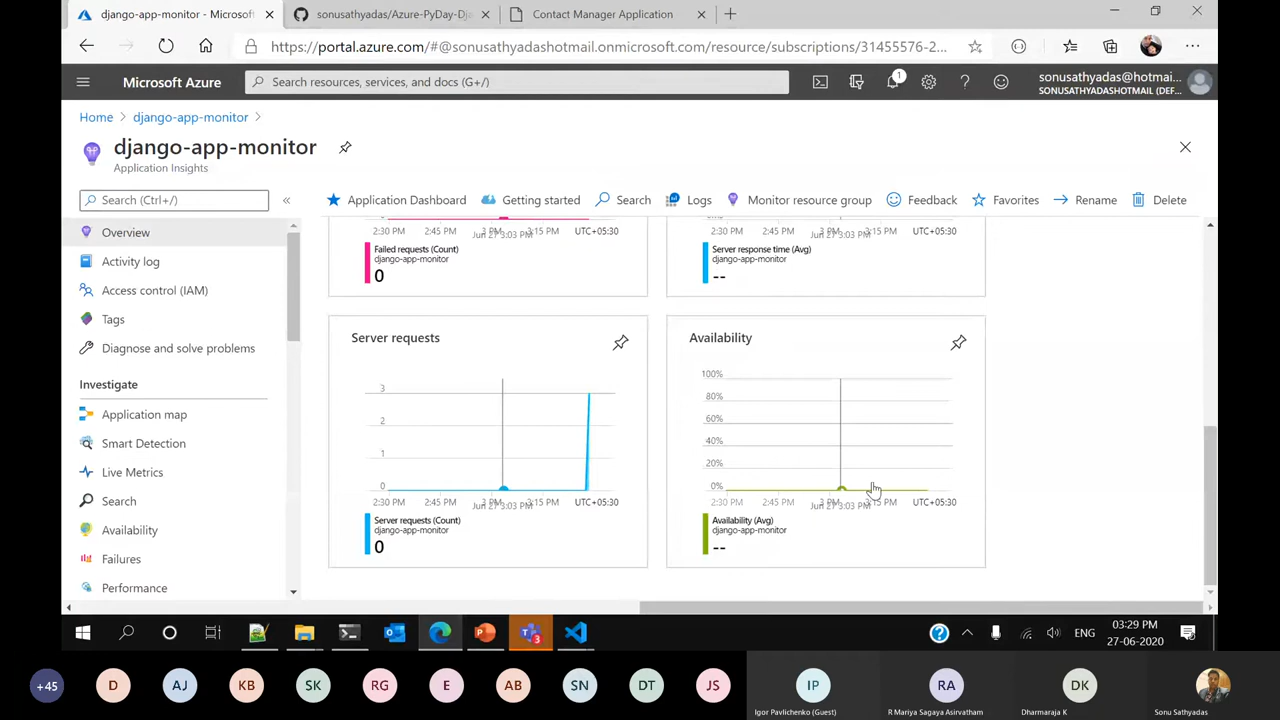 django-app-monitor - Microsoft
sonusathyadas/Azure-PyDay-Dja
Contact Manager Application
https://portal.azure.com/#@sonusathyadashotmail.onmicrosoft.com/resource/subscriptions/31455576-2...
Microsoft Azure
Search resources, services, and docs (G+/)
1
sonusathyadas@hotmai...
SONUSATHYADASHOTMAIL (DEF...
Home > django-app-monitor >
django-app-monitor
Application Insights
Search (Ctrl+/)
Application Dashboard
Getting started
Search
Logs
Monitor resource group
Feedback
Favorites
Rename
Delete
Overview
Activity log
Access control (IAM)
Tags
Diagnose and solve problems
Investigate
Application map
Smart Detection
Live Metrics
Search
Availability
Failures
Performance
2:30 PM 2:45 PM Jun 27 3:03 PM 3:15 PM UTC+05:30
Failed requests (Count)
django-app-monitor
0
2:30 PM 2:45 PM Jun 27 3:03 PM 3:15 PM UTC+05:30
Server response time (Avg)
django-app-monitor
--
Server requests
3
2
1
0
2:30 PM 2:45 PM 3 PM 3:15 PM UTC+05:30
Jun 27 3:03 PM
Server requests (Count)
django-app-monitor
0
Availability
100%
80%
60%
40%
20%
0%
2:30 PM 2:45 PM 3 PM 3:15 PM UTC+05:30
Jun 27 3:03 PM
Availability (Avg)
django-app-monitor
--
3
ENG
03:29 PM
27-06-2020
+45
D
AJ
KB
SK
RG
E
AB
SN
DT
JS
IP
Igor Pavlichenko (Guest)
RA
R Mariya Sagaya Asirvatham
DK
Dharmaraja K
Sonu Sathyadas